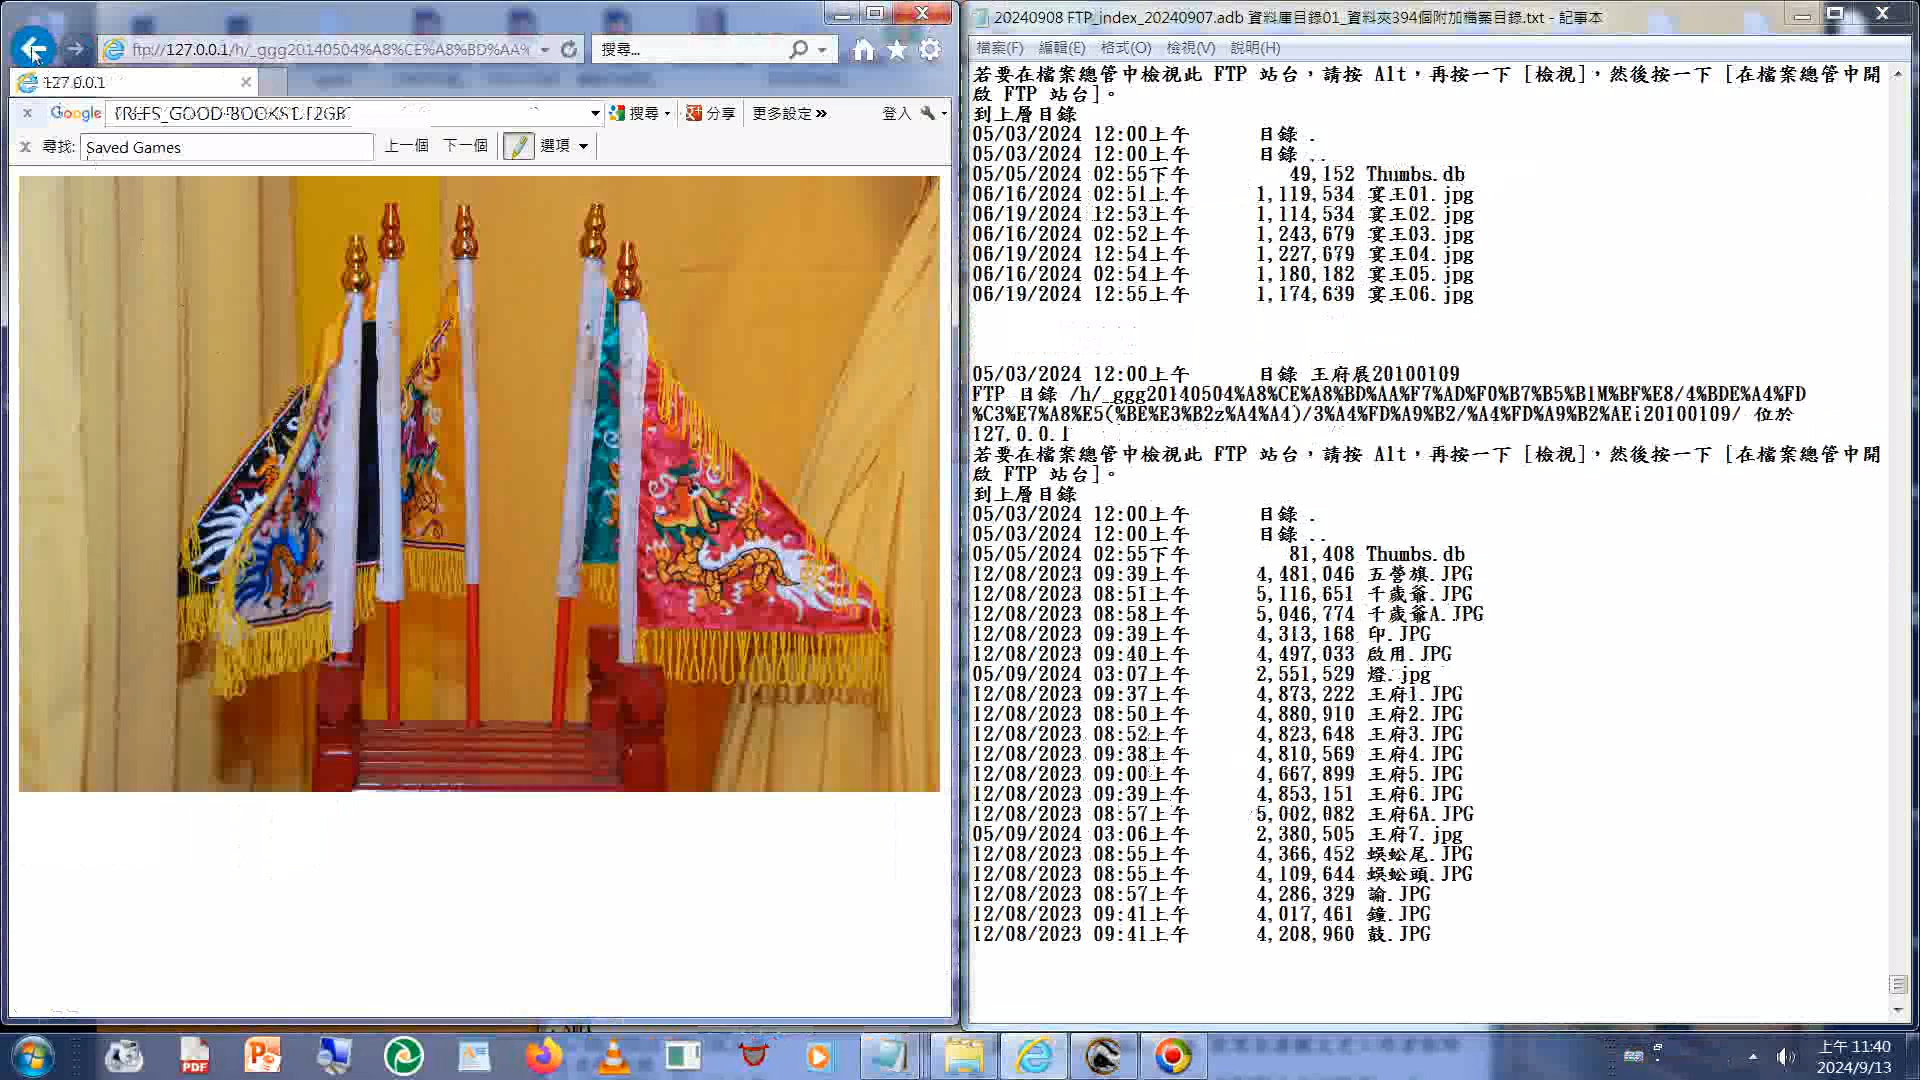 ftp://127.0.0.1/h/_ggg20140504%A8%CE%A8%BD%AA%
搜尋...
127.0.0.1
Google
搜尋
分享
更多設定
登入
尋找: Saved Games
上一個 下一個 選項
20240908 FTP_index_20240907.adb 資料庫目錄01_資料夾394個附加檔案目錄.txt - 記事本
檔案(F) 編輯(E) 格式(O) 檢視(V) 說明(H)
若要在檔案總管中檢視此 FTP 站台，請按 Alt，再按一下 [檢視]，然後按一下 [在檔案總管中開
啟 FTP 站台]。
到上層目錄
05/03/2024 12:00上午 目錄 .
05/03/2024 12:00上午 目錄 ..
05/05/2024 02:55下午 49,152 Thumbs.db
06/16/2024 02:51上午 1,119,534 宴王01.jpg
06/19/2024 12:53上午 1,114,534 宴王02.jpg
06/16/2024 02:52上午 1,243,679 宴王03.jpg
06/19/2024 12:54上午 1,227,679 宴王04.jpg
06/16/2024 02:54上午 1,180,182 宴王05.jpg
06/19/2024 12:55上午 1,174,639 宴王06.jpg
05/03/2024 12:00上午 目錄 王府展20100109
FTP 目錄 /h/_ggg20140504%A8%CE%A8%BD%AA%F7%AD%F0%B7%B5%B1M%BF%E8/4%BDE%A4%FD
%C3%E7%A8%E5(%BE%E3%B2z%A4%A4)/3%A4%FD%A9%B2/%A4%FD%A9%B2%AEi20100109/ 位於
127.0.0.1
若要在檔案總管中檢視此 FTP 站台，請按 Alt，再按一下 [檢視]，然後按一下 [在檔案總管中開
啟 FTP 站台]。
到上層目錄
05/03/2024 12:00上午 目錄 .
05/03/2024 12:00上午 目錄 ..
05/05/2024 02:55下午 81,408 Thumbs.db
12/08/2023 09:39上午 4,481,046 五營旗.JPG
12/08/2023 08:51上午 5,116,651 千歲爺.JPG
12/08/2023 08:58上午 5,046,774 千歲爺A.JPG
12/08/2023 09:39上午 4,313,168 印.JPG
12/08/2023 09:40上午 4,497,033 啟用.JPG
05/09/2024 03:07上午 2,551,529 燈.jpg
12/08/2023 09:37上午 4,873,222 王府1.JPG
12/08/2023 08:50上午 4,880,910 王府2.JPG
12/08/2023 08:52上午 4,823,648 王府3.JPG
12/08/2023 09:38上午 4,810,569 王府4.JPG
12/08/2023 09:00上午 4,667,899 王府5.JPG
12/08/2023 09:39上午 4,853,151 王府6.JPG
12/08/2023 08:57上午 5,002,082 王府6A.JPG
05/09/2024 03:06上午 2,380,505 王府7.jpg
12/08/2023 08:55上午 4,366,452 蜈蚣尾.JPG
12/08/2023 08:55上午 4,109,644 蜈蚣頭.JPG
12/08/2023 08:57上午 4,286,329 諭.JPG
12/08/2023 09:41上午 4,017,461 鐘.JPG
12/08/2023 09:41上午 4,208,960 鼓.JPG
PDF
上午 11:40
2024/9/13